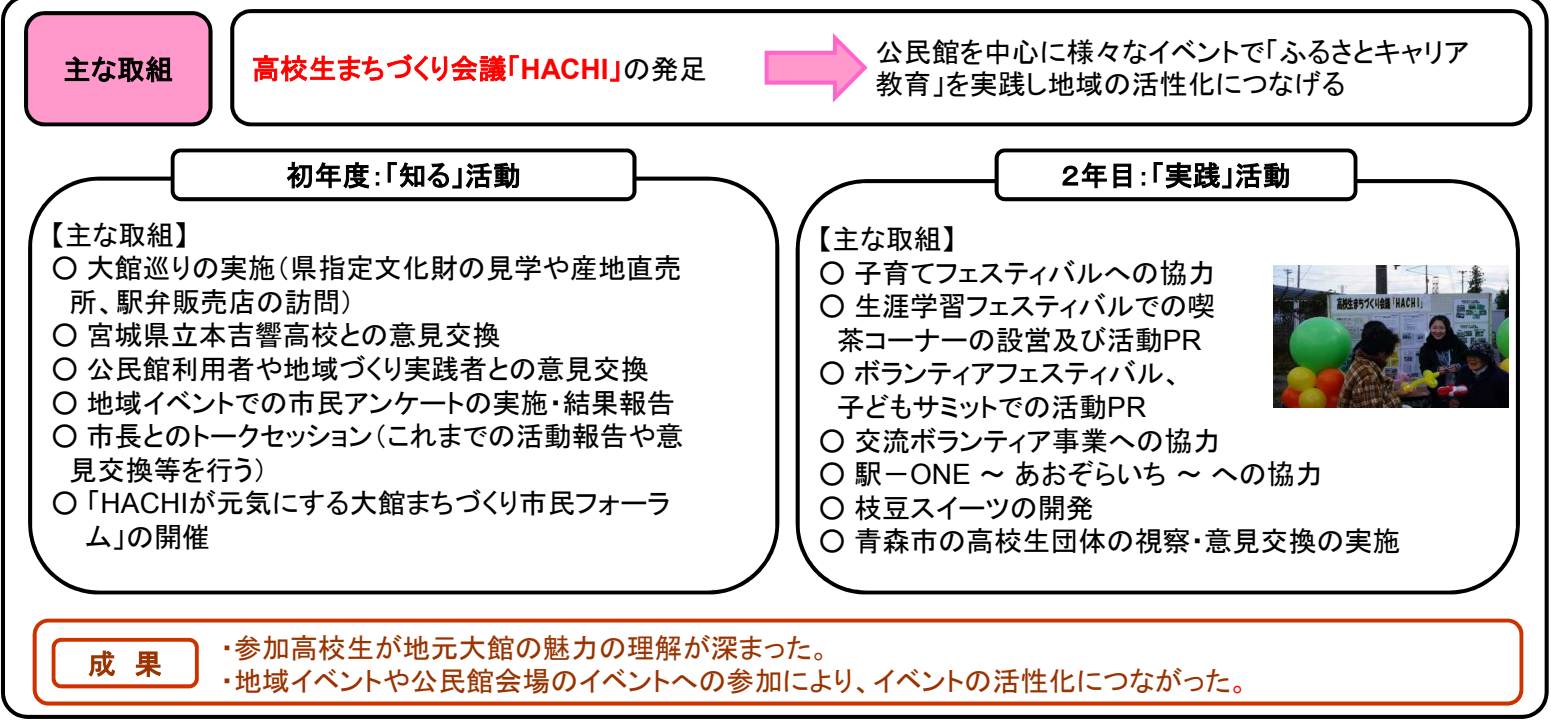 主な取組
高校生まちづくり会議「HACHI」の発足
公民館を中心に様々なイベントで「ふるさとキャリア
教育」を実践し地域の活性化につなげる
初年度:「知る」活動
【主な取組】
○ 大館巡りの実施(県指定文化財の見学や産地直売
所、駅弁販売店の訪問)
○ 宮城県立本吉響高校との意見交換
○ 公民館利用者や地域づくり実践者との意見交換
○ 地域イベントでの市民アンケートの実施・結果報告
○ 市長とのトークセッション(これまでの活動報告や意
見交換等を行う)
○「HACHIが元気にする大館まちづくり市民フォーラ
ム」の開催
2年目:「実践」活動
【主な取組】
○ 子育てフェスティバルへの協力
○ 生涯学習フェスティバルでの喫
茶コーナーの設営及び活動PR
○ ボランティアフェスティバル、
子どもサミットでの活動PR
○ 交流ボランティア事業への協力
○ 駅-ONE ~ あおぞらいち ~ への協力
○ 枝豆スイーツの開発
○ 青森市の高校生団体の視察・意見交換の実施
高校生まちづくり会議「HACHI」
成 果
・参加高校生が地元大館の魅力の理解が深まった。
・地域イベントや公民館会場のイベントへの参加により、イベントの活性化につながった。